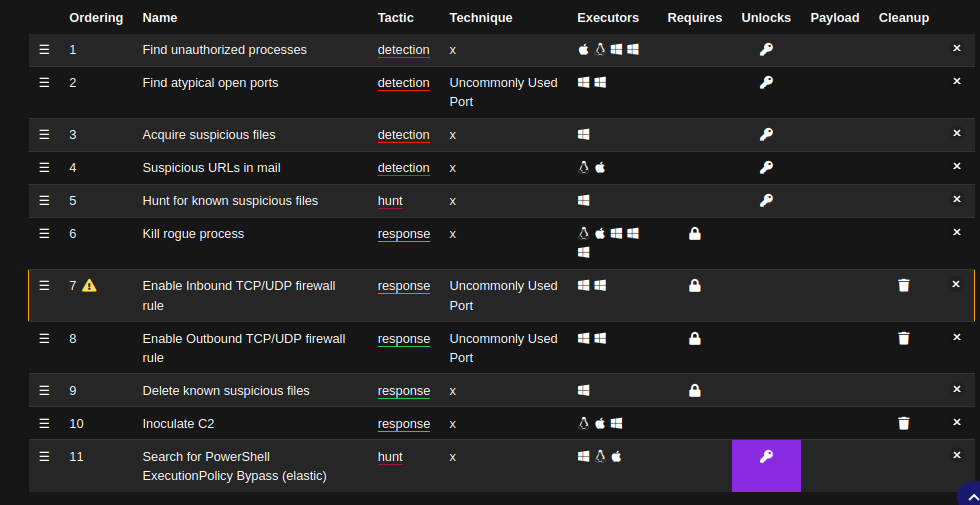 Ordering Name Tactic Technique Executors Requires Unlocks Payload Cleanup
1 Find unauthorized processes detection x
2 Find atypical open ports detection Uncommonly Used
Port
3 Acquire suspicious files detection x
4 Suspicious URLs in mail detection x
5 Hunt for known suspicious files hunt x
6 Kill rogue process response x
7 Enable Inbound TCP/UDP firewall response Uncommonly Used
rule Port
8 Enable Outbound TCP/UDP firewall response Uncommonly Used
rule Port
9 Delete known suspicious files response x
10 Inoculate C2 response x
11 Search for PowerShell hunt x
ExecutionPolicy Bypass (elastic)